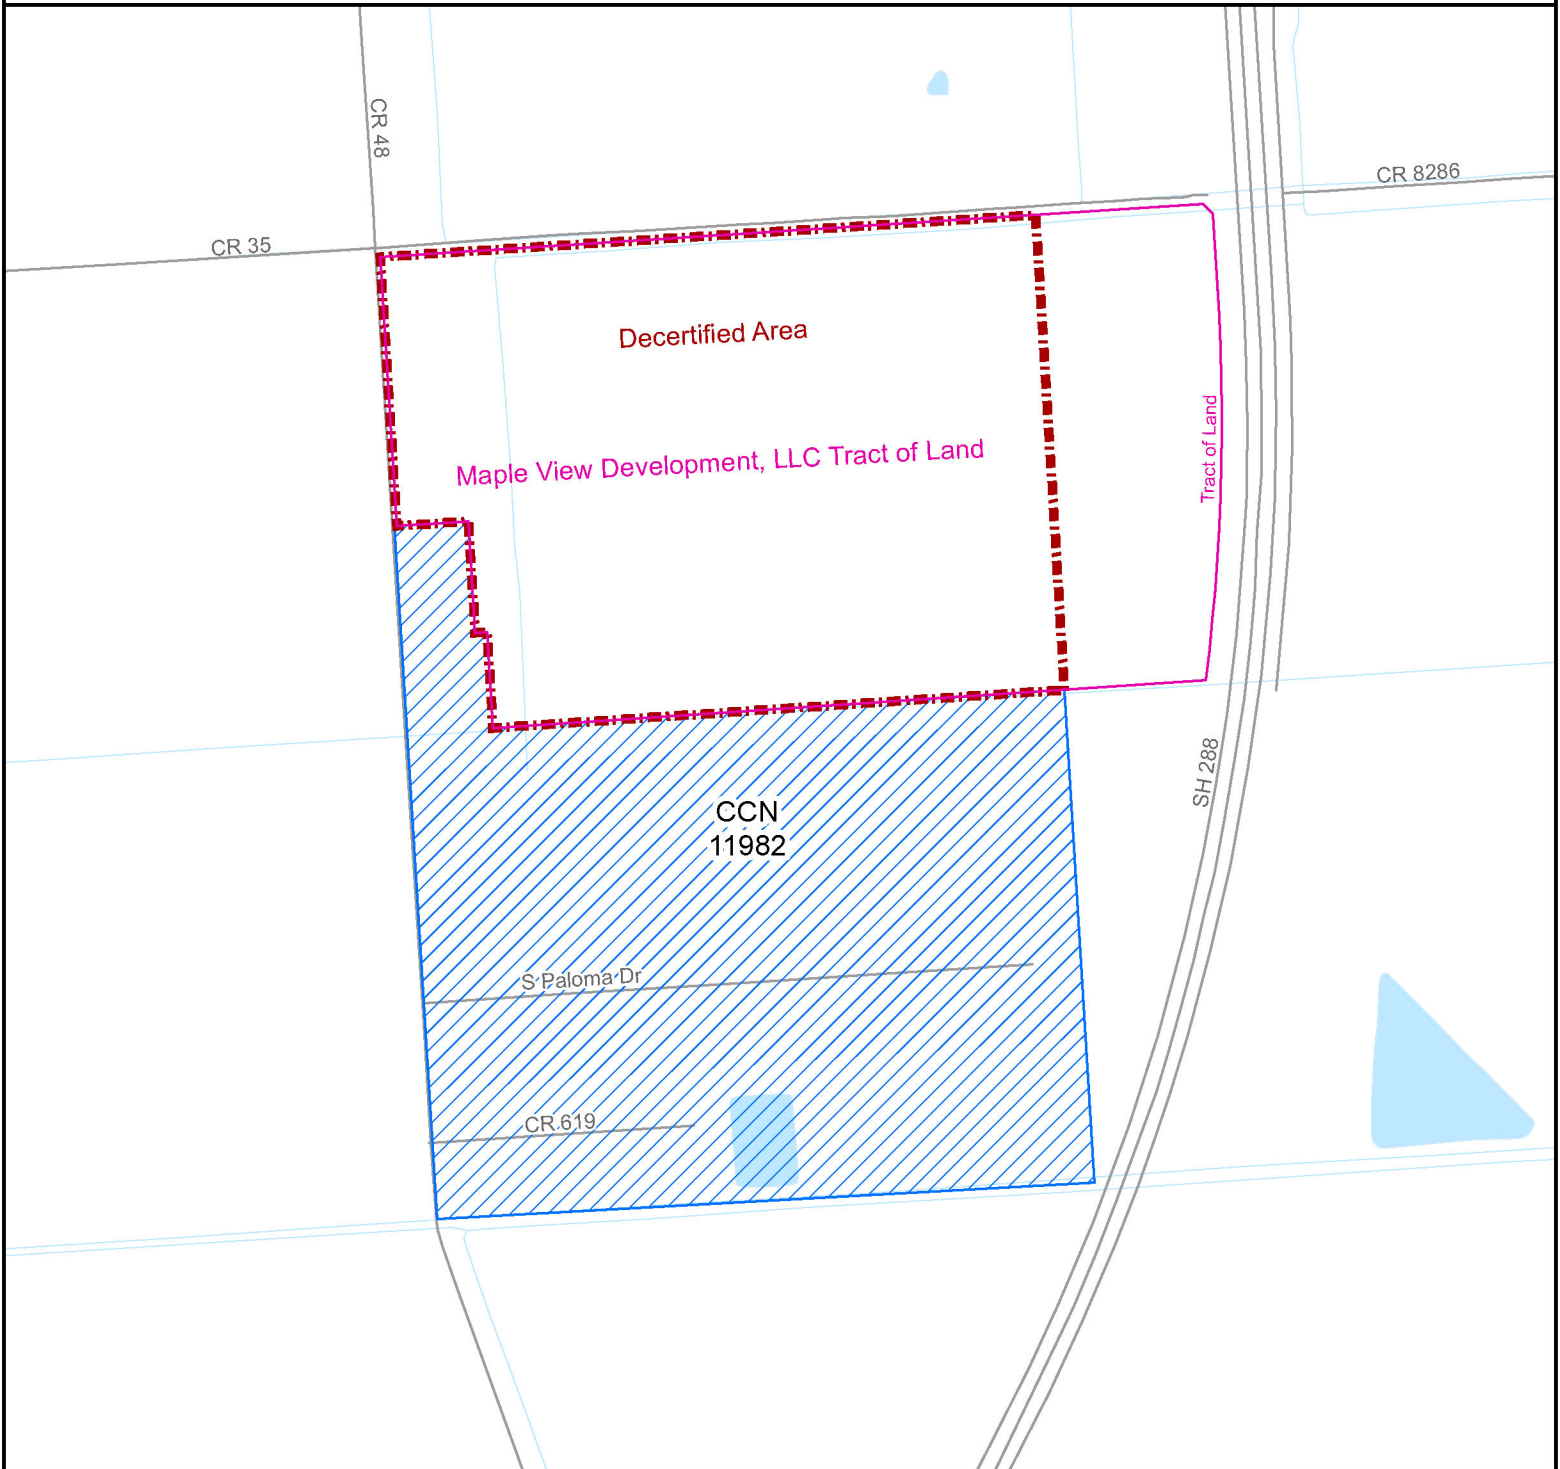 CR 48
CR 8286
CR 35
Decertified Area
Maple View Development, LLC Tract of Land
Tract of Land
SH 288
CCN
11982
S Paloma Dr
CR 619